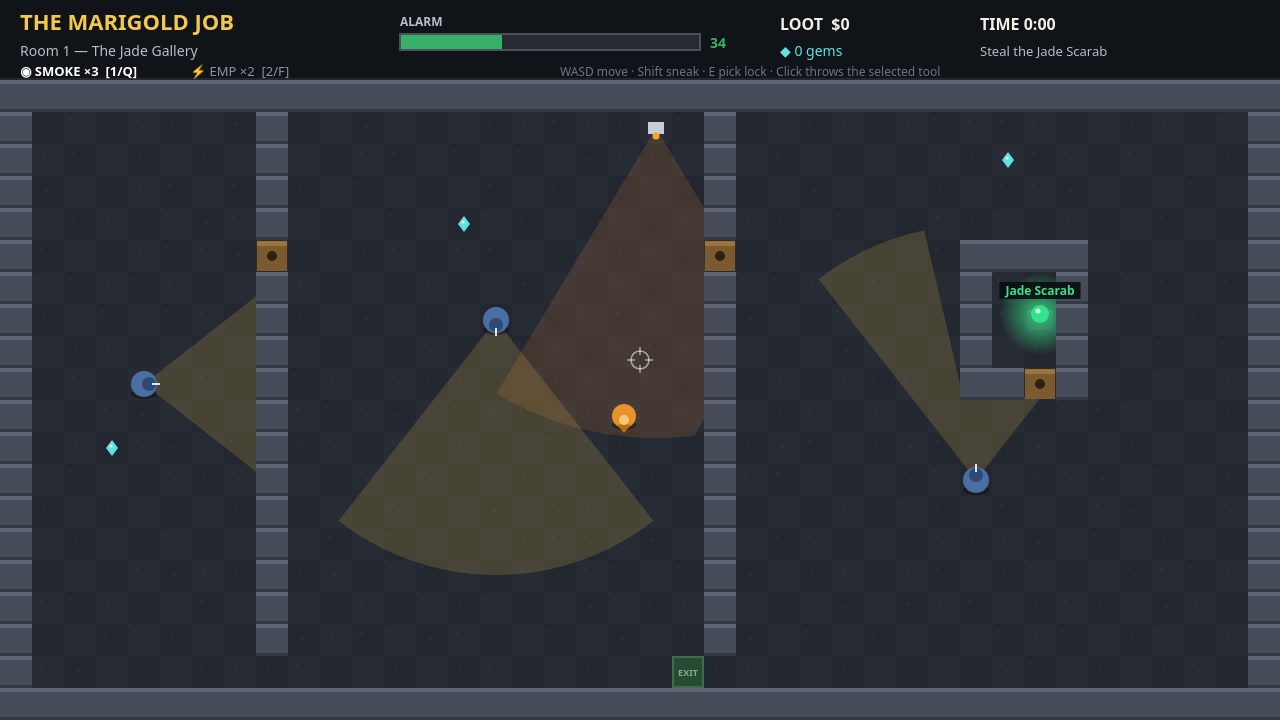 THE MARIGOLD JOB
Room 1 — The Jade Gallery
◉ SMOKE ×3 [1/Q]
⚡ EMP ×2 [2/F]
ALARM
34
LOOT $0
◆ 0 gems
TIME 0:00
Steal the Jade Scarab
WASD move · Shift sneak · E pick lock · Click throws the selected tool
Jade Scarab
EXIT